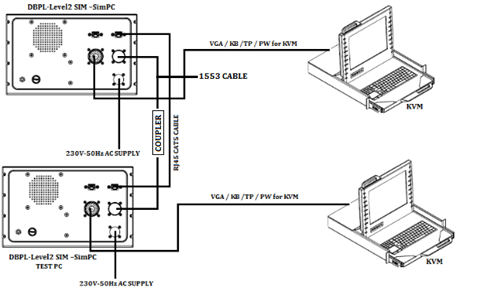 DBPL-Level2 SIM -SimPC
VGA / KB /TP / PW for KVM
1553 CABLE
KVM
COUPLER
RJ45 CAT5 CABLE
230V-50Hz AC SUPPLY
VGA / KB /TP / PW for KVM
DBPL-Level2 SIM -SimPC
TEST PC
KVM
230V-50Hz AC SUPPLY